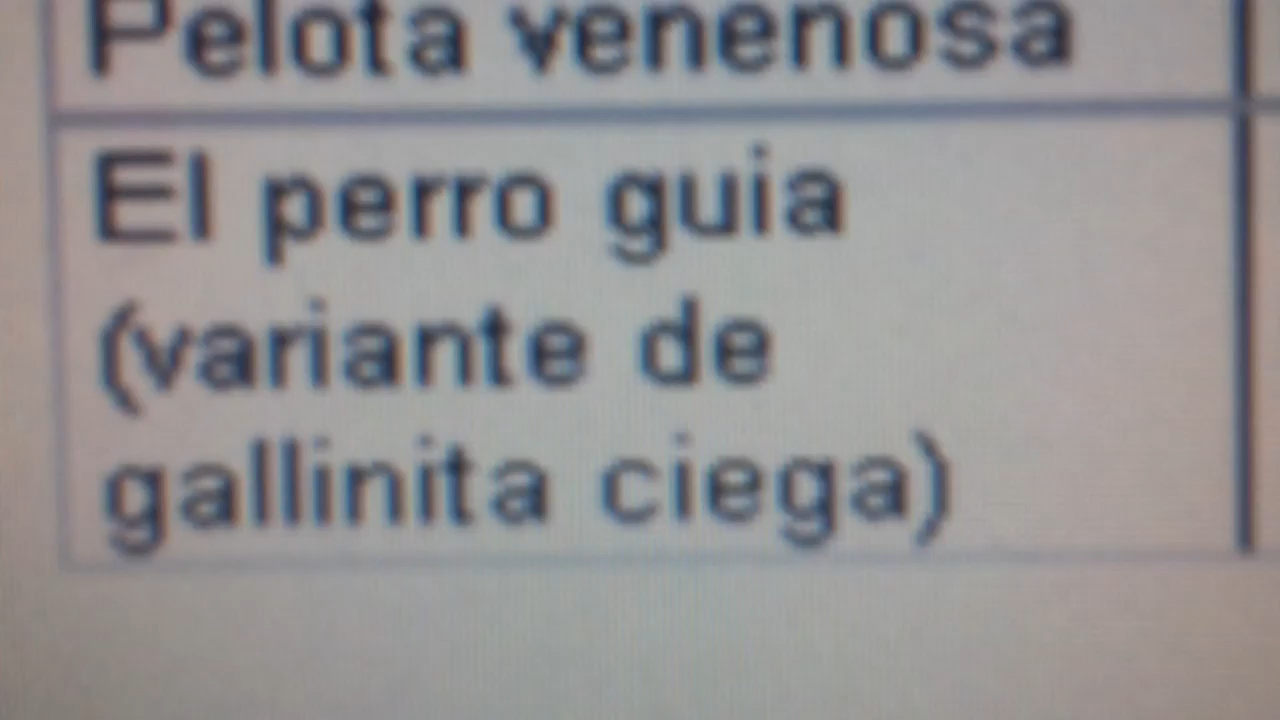 Pelota venenosa
El perro guia
(variante de
gallinita ciega)